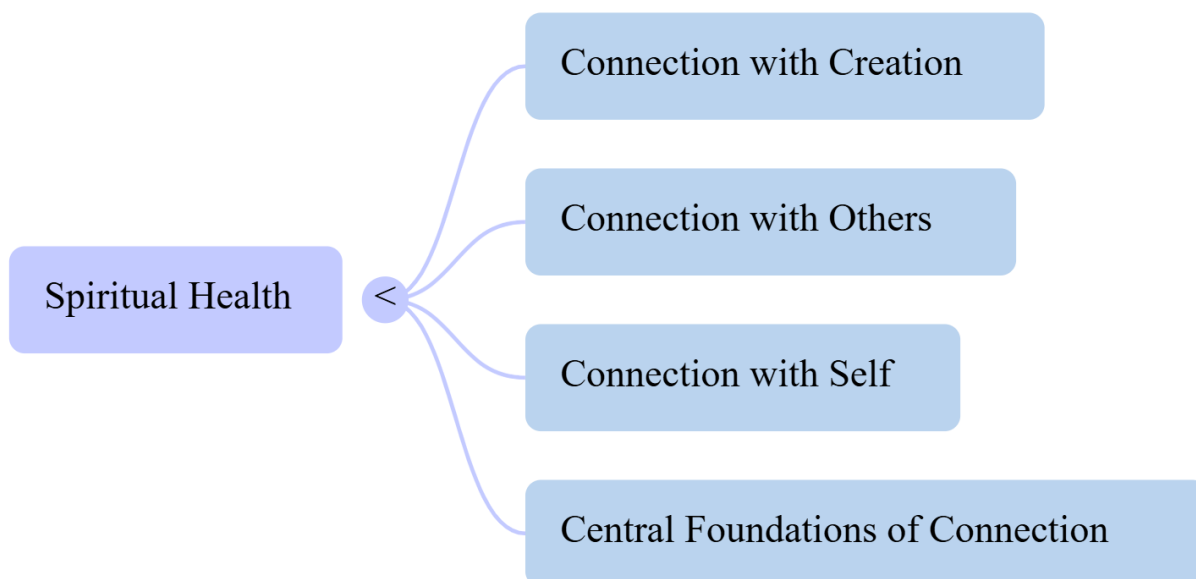 Connection with Creation
Connection with Others
Spiritual Health
<
Connection with Self
Central Foundations of Connection